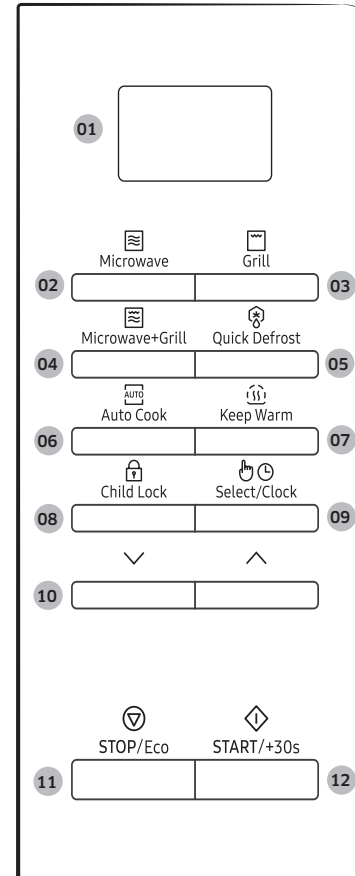 01
Microwave Grill
02 03
Microwave+Grill Quick Defrost
04 05
AUTO
Auto Cook Keep Warm
06 07
Child Lock Select/Clock
08 09
10
STOP/Eco START/+30s
11 12